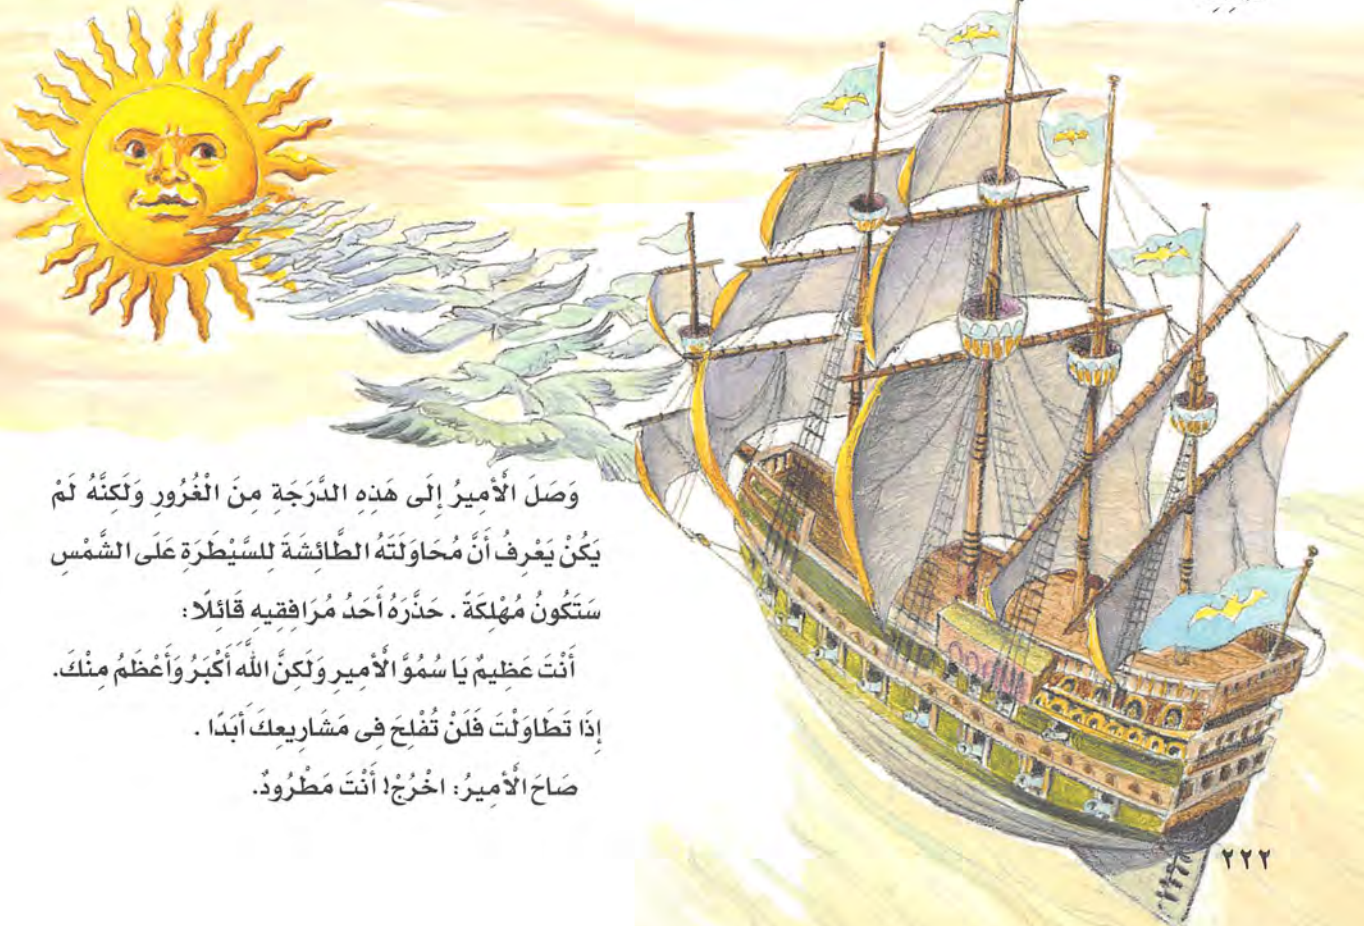 وَصَلَ الْأَمِيرُ إِلَى هَذِهِ الدَّرَجَةِ مِنَ الْغُرُورِ وَلَكِنَّهُ لَمْ
يَكُنْ يَعْرِفُ أَنَّ مُحَاوَلَتَهُ الطَّائِشَةَ لِلسَّيْطَرَةِ عَلَى الشَّمْسِ
سَتَكُونُ مُهْلِكَةً . حَذَّرَهُ أَحَدُ مُرَافِقِيهِ قَائِلًا :
أَنْتَ عَظِيمٌ يَا سُمُوَّ الْأَمِيرِ وَلَكِنَّ اللَّهَ أَكْبَرُ وَأَعْظَمُ مِنْكَ.
إِذَا تَطَاوَلْتَ فَلَنْ تُفْلِحَ فِى مَشَارِيعِكَ أَبَدًا .
صَاحَ الْأَمِيرُ : اخْرُجْ! أَنْتَ مَطْرُودٌ.
٢٢٢